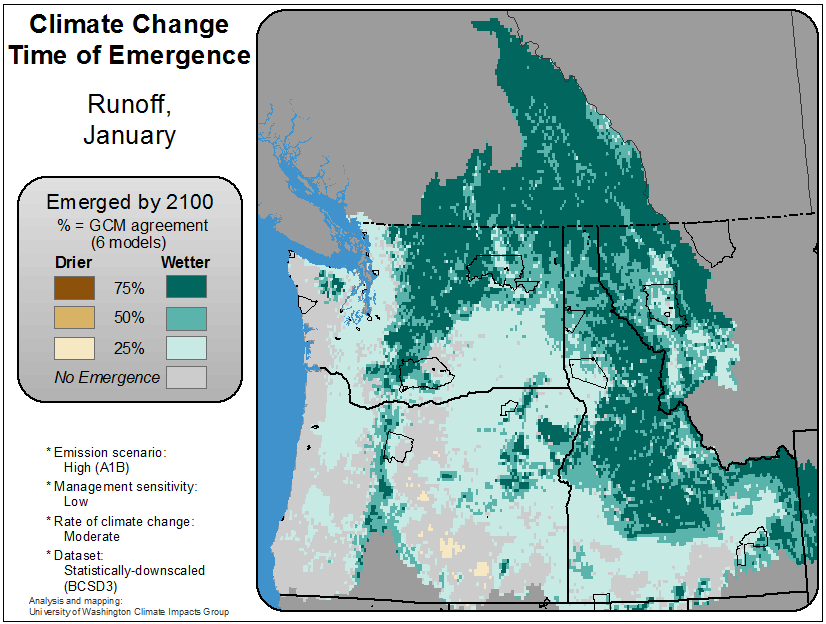 Climate Change
Time of Emergence
Runoff,
January
Emerged by 2100
% = GCM agreement
(6 models)
Drier Wetter
75%
50%
25%
No Emergence
* Emission scenario:
High (A1B)
* Management sensitivity:
Low
* Rate of climate change:
Moderate
* Dataset:
Statistically-downscaled
(BCSD3)
Analysis and mapping:
University of Washington Climate Impacts Group